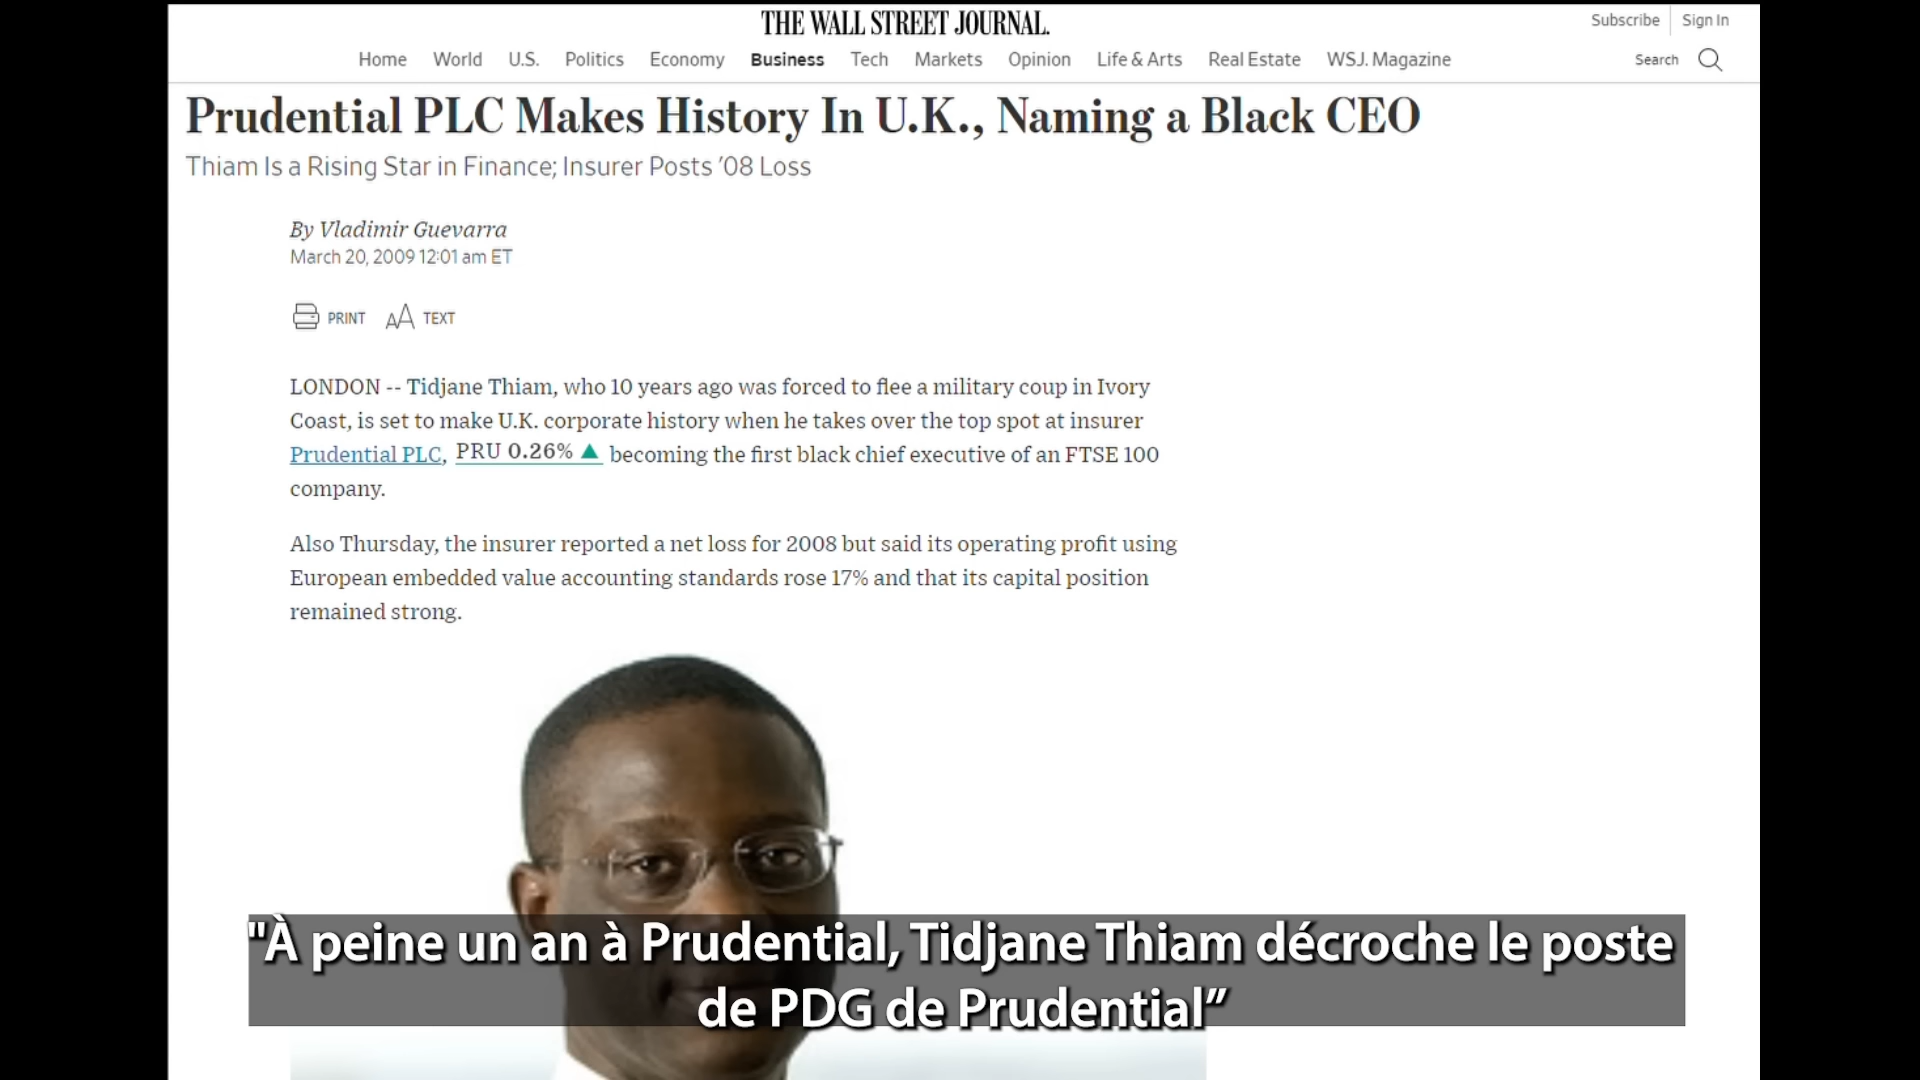 THE WALL STREET JOURNAL.
Subscribe Sign In
Home World U.S. Politics Economy Business Tech Markets Opinion Life & Arts Real Estate WSJ. Magazine Search
Prudential PLC Makes History In U.K., Naming a Black CEO
Thiam Is a Rising Star in Finance; Insurer Posts '08 Loss
By Vladimir Guevarra
March 20, 2009 12:01 am ET
PRINT AA TEXT
LONDON -- Tidjane Thiam, who 10 years ago was forced to flee a military coup in Ivory
Coast, is set to make U.K. corporate history when he takes over the top spot at insurer
Prudential PLC, PRU 0.26% ▲ becoming the first black chief executive of an FTSE 100
company.
Also Thursday, the insurer reported a net loss for 2008 but said its operating profit using
European embedded value accounting standards rose 17% and that its capital position
remained strong.
"À peine un an à Prudential, Tidjane Thiam décroche le poste
de PDG de Prudential”